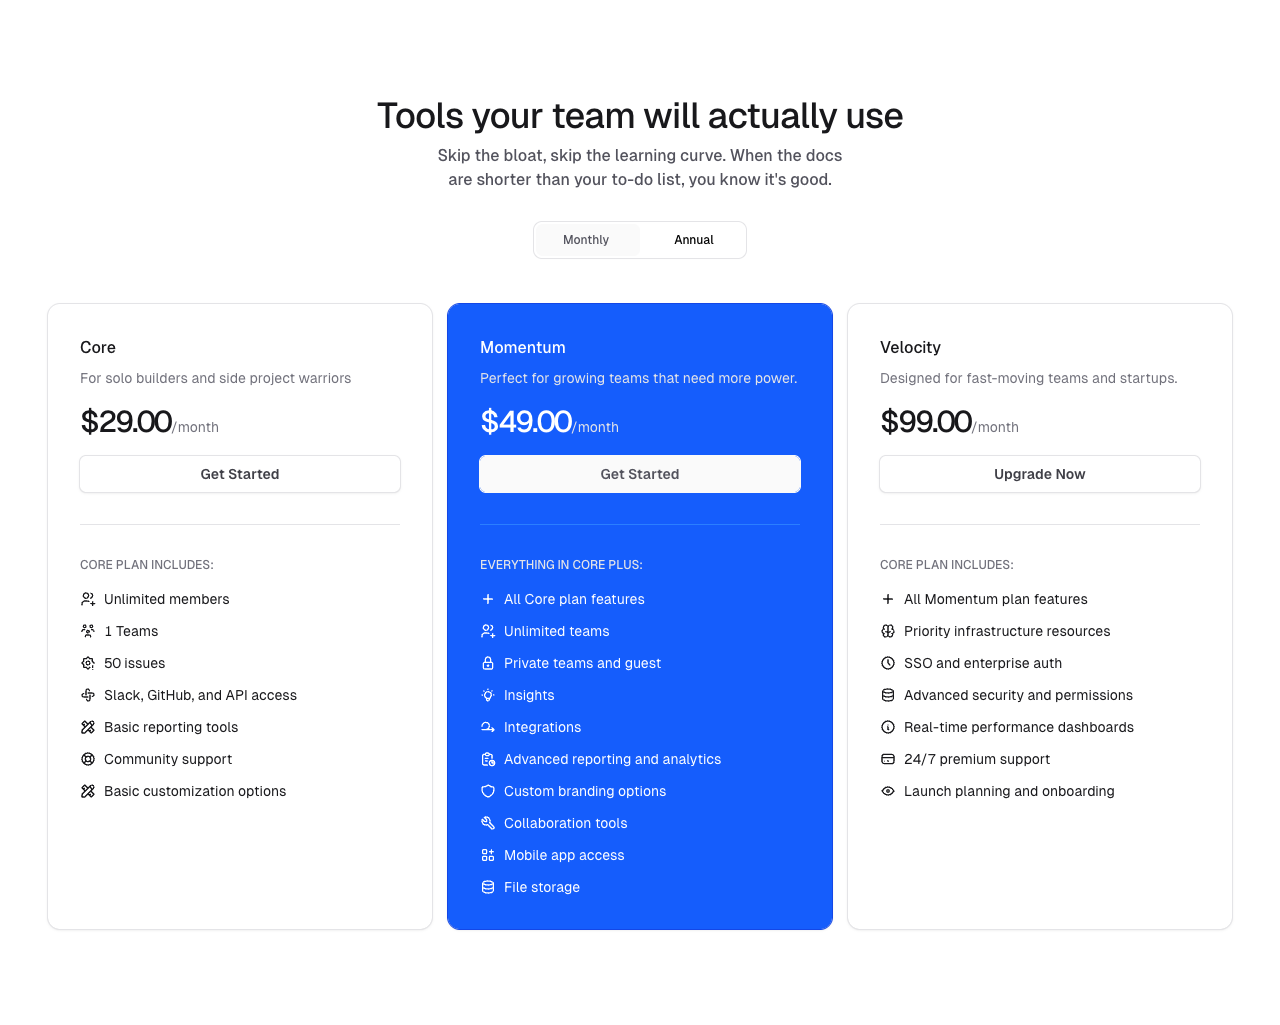 Tools your team will actually use
Skip the bloat, skip the learning curve. When the docs
are shorter than your to-do list, you know it's good.
Monthly
Annual
Core
For solo builders and side project warriors
$29.00/month
Get Started
CORE PLAN INCLUDES:
Unlimited members
1 Teams
50 issues
Slack, GitHub, and API access
Basic reporting tools
Community support
Basic customization options
Momentum
Perfect for growing teams that need more power.
$49.00/month
Get Started
EVERYTHING IN CORE PLUS:
All Core plan features
Unlimited teams
Private teams and guest
Insights
Integrations
Advanced reporting and analytics
Custom branding options
Collaboration tools
Mobile app access
File storage
Velocity
Designed for fast-moving teams and startups.
$99.00/month
Upgrade Now
CORE PLAN INCLUDES:
All Momentum plan features
Priority infrastructure resources
SSO and enterprise auth
Advanced security and permissions
Real-time performance dashboards
24/7 premium support
Launch planning and onboarding